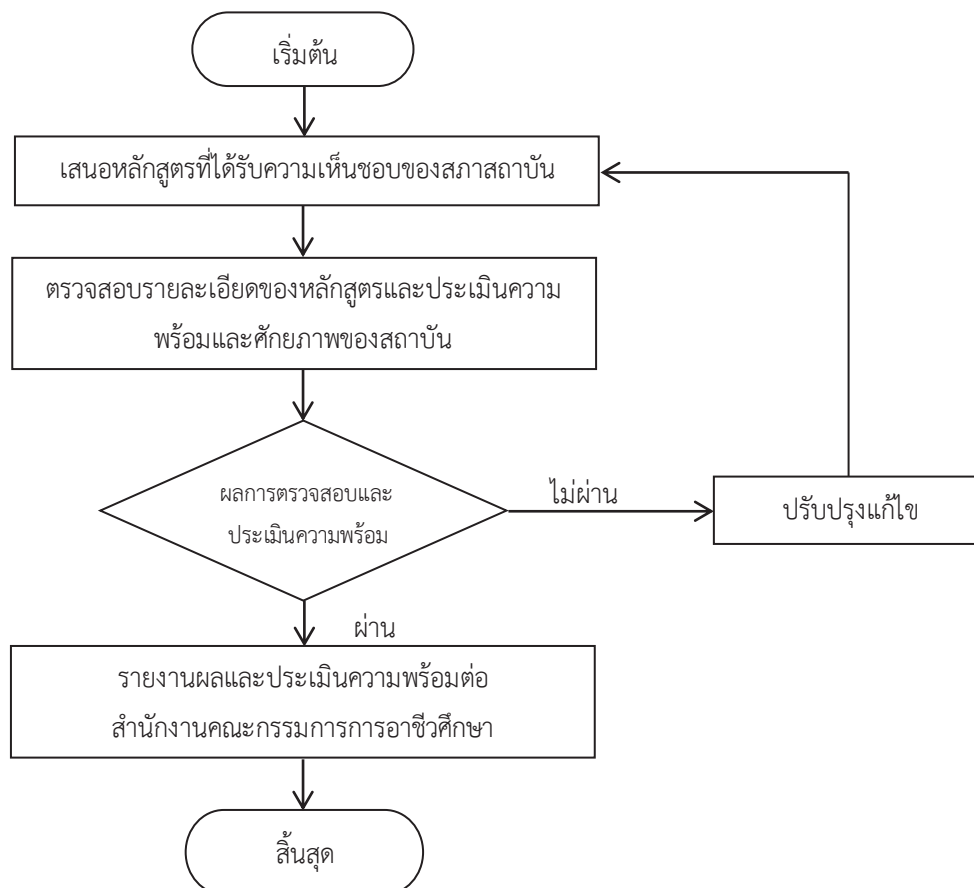 เริ่มต้น
เสนอหลักสูตรที่ได้รับความเห็นชอบของสภาสถาบัน
ตรวจสอบรายละเอียดของหลักสูตรและประเมินความ
พร้อมและศักยภาพของสถาบัน
ผลการตรวจสอบและ
ประเมินความพร้อม
ไม่ผ่าน
ปรับปรุงแก้ไข
ผ่าน
รายงานผลและประเมินความพร้อมต่อ
สำนักงานคณะกรรมการการอาชีวศึกษา
สิ้นสุด